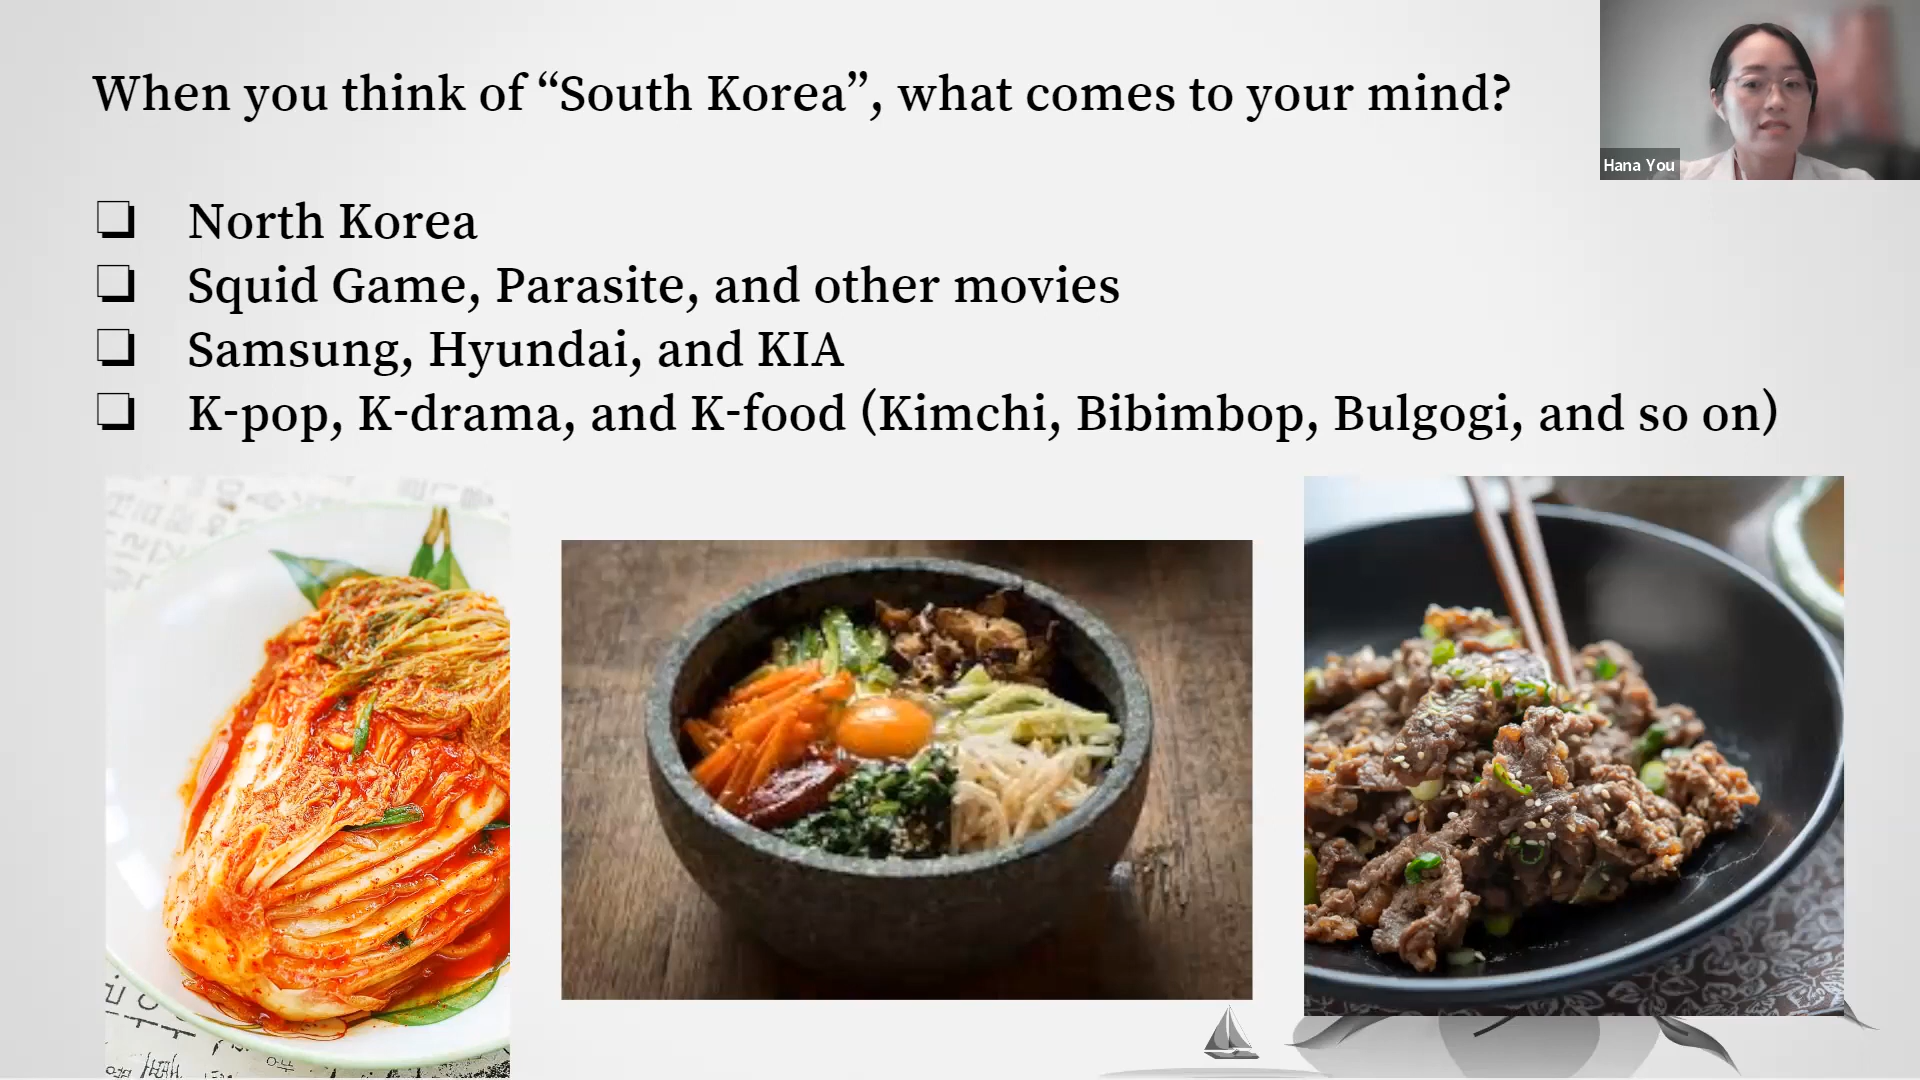 When you think of “South Korea”, what comes to your mind?
Hana You
❏ North Korea
❏ Squid Game, Parasite, and other movies
❏ Samsung, Hyundai, and KIA
❏ K-pop, K-drama, and K-food (Kimchi, Bibimbop, Bulgogi, and so on)